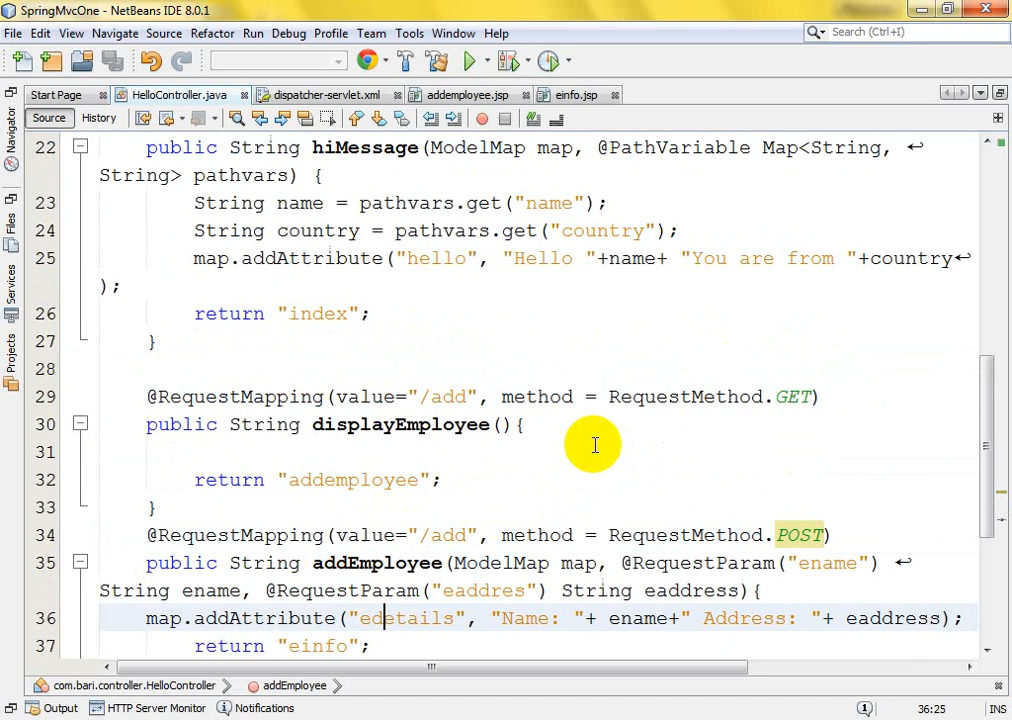 SpringMvcOne - NetBeans IDE 8.0.1
File Edit View Navigate Source Refactor Run Debug Profile Team Tools Window Help
Search (Ctrl+I)
Start Page HelloController.java dispatcher-servlet.xml addemployee.jsp einfo.jsp
Source History
Navigator
Files
Services
Projects
22 public String hiMessage(ModelMap map, @PathVariable Map<String, ↩
String> pathvars) {
23 String name = pathvars.get("name");
24 String country = pathvars.get("country");
25 map.addAttribute("hello", "Hello "+name+ "You are from "+country↩
);
26 return "index";
27 }
28
29 @RequestMapping(value="/add", method = RequestMethod.GET)
30 public String displayEmployee(){
31
32 return "addemployee";
33 }
34 @RequestMapping(value="/add", method = RequestMethod.POST)
35 public String addEmployee(ModelMap map, @RequestParam("ename") ↩
String ename, @RequestParam("eaddres") String eaddress){
36 map.addAttribute("edetails", "Name: "+ ename+" Address: "+ eaddress);
37 return "einfo";
com.bari.controller.HelloController addEmployee
Output HTTP Server Monitor Notifications 36:25 INS